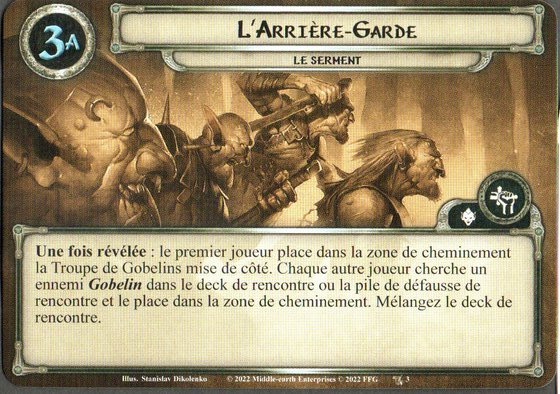 3A
L'Arrière-Garde
Le Serment
Une fois révélée : le premier joueur place dans la zone de cheminement
la Troupe de Gobelins mise de côté. Chaque autre joueur cherche un
ennemi Gobelin dans le deck de rencontre ou la pile de défausse de
rencontre et le place dans la zone de cheminement. Mélangez le deck de
rencontre.
Illus. Stanislav Dikolenko © 2022 Middle-earth Enterprises © 2022 FFG 3